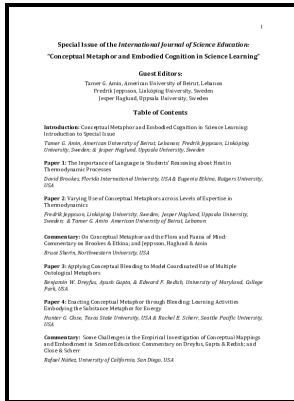 1
Special Issue of the International Journal of Science Education:
"Conceptual Metaphor and Embodied Cognition in Science Learning"
Guest Editors:
Tamer G. Amin, American University of Beirut, Lebanon
Fredrik Jeppsson, Linköping University, Sweden
Jesper Haglund, Uppsala University, Sweden
Table of Contents
Introduction: Conceptual Metaphor and Embodied Cognition in Science Learning:
Introduction to Special Issue
Tamer G. Amin, American University of Beirut, Lebanon; Fredrik Jeppsson, Linköping
University, Sweden; & Jesper Haglund, Uppsala University, Sweden
Paper 1: The Importance of Language in Students' Reasoning about Heat in
Thermodynamic Processes
David Brookes, Florida International University, USA & Eugenia Etkina, Rutgers University,
USA
Paper 2: Varying Use of Conceptual Metaphors across Levels of Expertise in
Thermodynamics
Fredrik Jeppsson, Linköping University, Sweden, Jesper Haglund, Uppsala University,
Sweden; & Tamer G. Amin American University of Beirut, Lebanon
Commentary: On Conceptual Metaphor and the Flora and Fauna of Mind:
Commentary on Brookes & Etkina; and Jeppsson, Haglund & Amin
Bruce Sherin, Northwestern University, USA
Paper 3: Applying Conceptual Blending to Model Coordinated Use of Multiple
Ontological Metaphors
Benjamin W. Dreyfus, Ayush Gupta, & Edward F. Redish, University of Maryland, College
Park, USA
Paper 4: Enacting Conceptual Metaphor through Blending: Learning Activities
Embodying the Substance Metaphor for Energy
Hunter G. Close, Texas State University, USA & Rachel E. Scherr, Seattle Pacific University,
USA
Commentary: Some Challenges in the Empirical Investigation of Conceptual Mappings
and Embodiment in Science Education: Commentary on Dreyfus, Gupta & Redish; and
Close & Scherr
Rafael Núñez, University of California, San Diego, USA